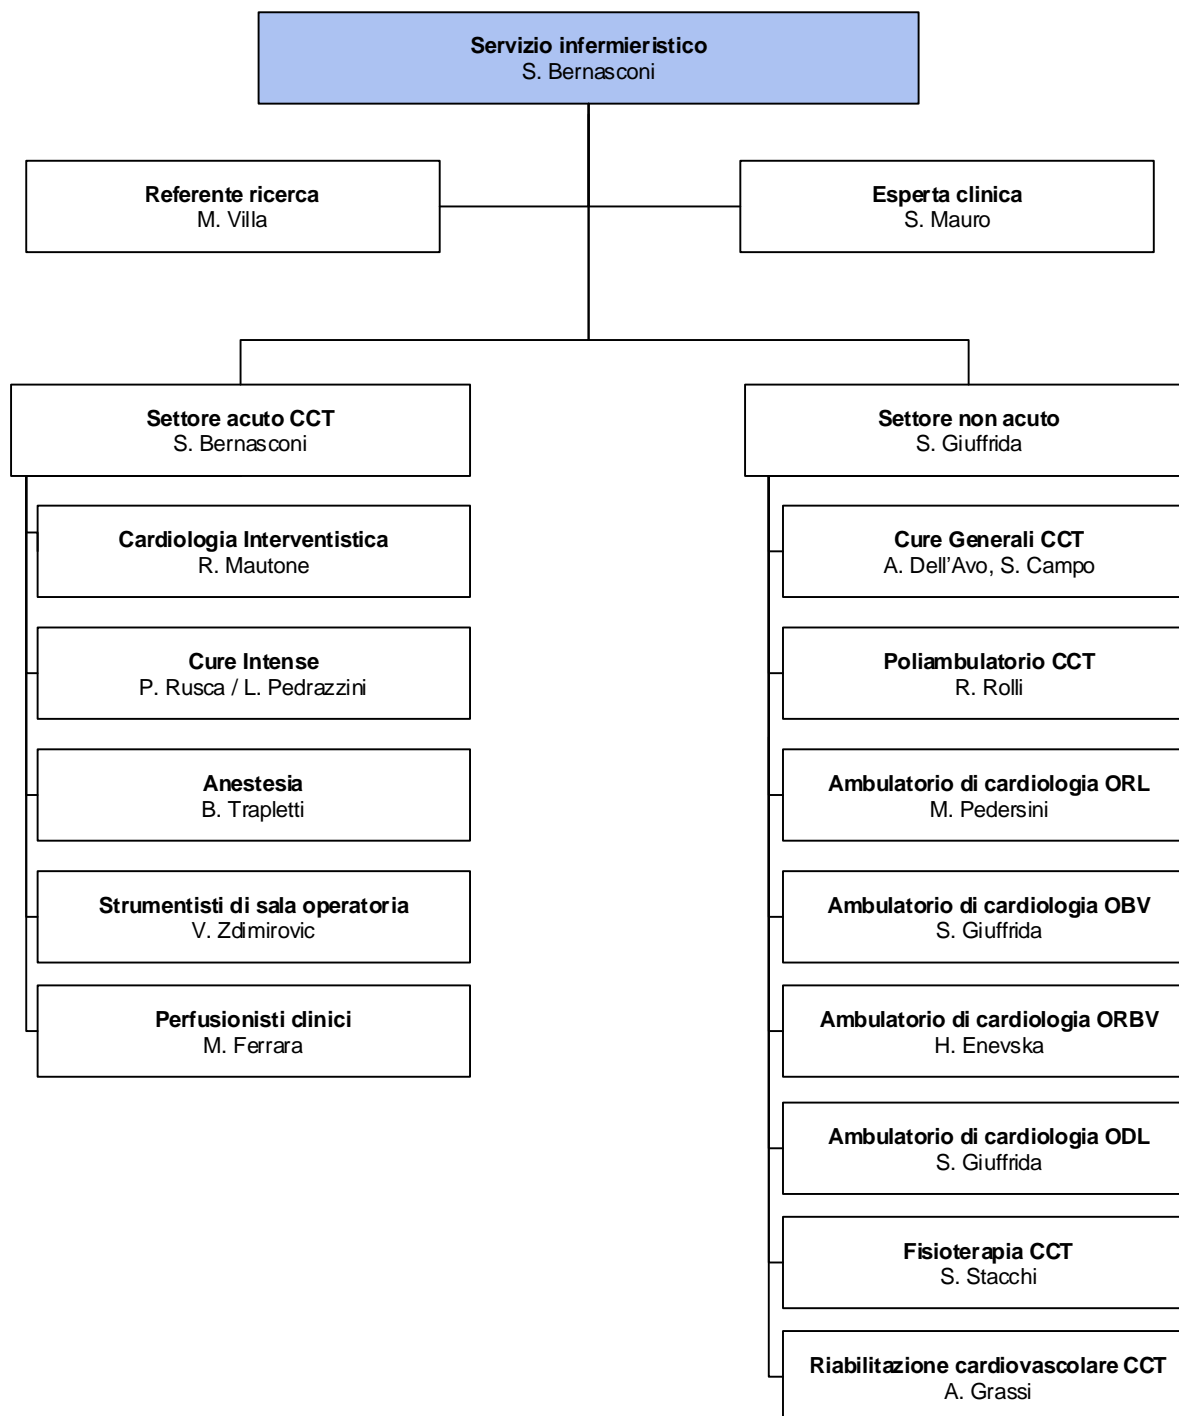 Servizio infermieristico
S. Bernasconi
Referente ricerca
M. Villa
Esperta clinica
S. Mauro
Settore acuto CCT
S. Bernasconi
Cardiologia Interventistica
R. Mautone
Cure Intense
P. Rusca / L. Pedrazzini
Anestesia
B. Trapletti
Strumentisti di sala operatoria
V. Zdimirovic
Perfusionisti clinici
M. Ferrara
Settore non acuto
S. Giuffrida
Cure Generali CCT
A. Dell’Avo, S. Campo
Poliambulatorio CCT
R. Rolli
Ambulatorio di cardiologia ORL
M. Pedersini
Ambulatorio di cardiologia OBV
S. Giuffrida
Ambulatorio di cardiologia ORBV
H. Enevska
Ambulatorio di cardiologia ODL
S. Giuffrida
Fisioterapia CCT
S. Stacchi
Riabilitazione cardiovascolare CCT
A. Grassi